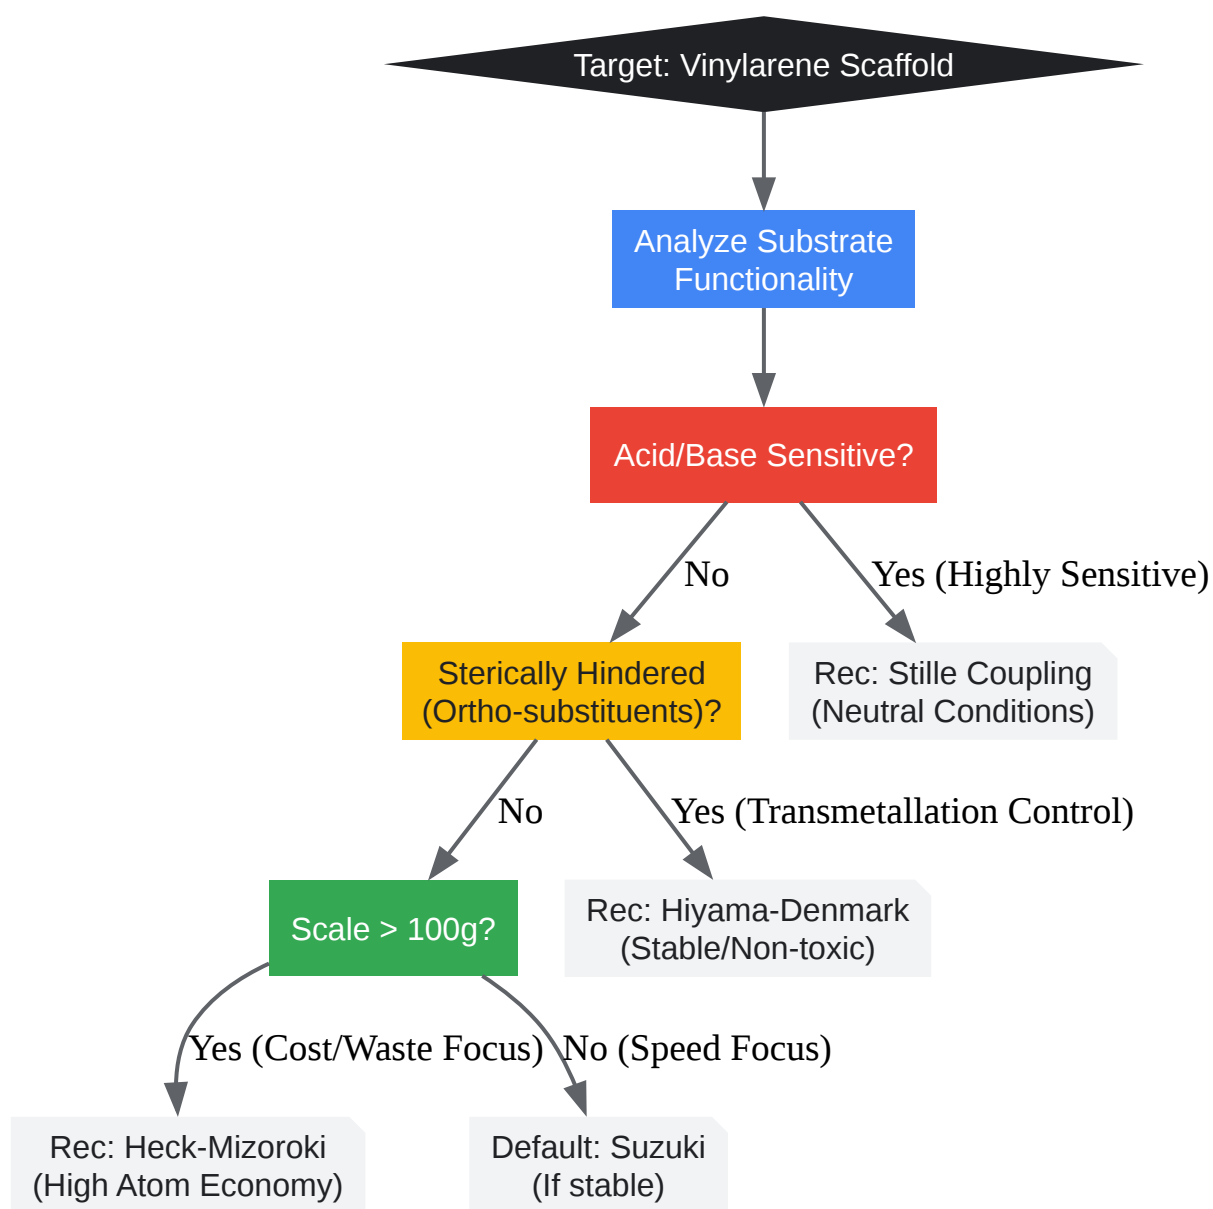 Target: Vinylarene Scaffold
Analyze Substrate
Functionality
Acid/Base Sensitive?
No
Yes (Highly Sensitive)
Sterically Hindered
(Ortho-substituents)?
Rec: Stille Coupling
(Neutral Conditions)
No
Yes (Transmetallation Control)
Scale > 100g?
Rec: Hiyama-Denmark
(Stable/Non-toxic)
Yes (Cost/Waste Focus)
No (Speed Focus)
Rec: Heck-Mizoroki
(High Atom Economy)
Default: Suzuki
(If stable)